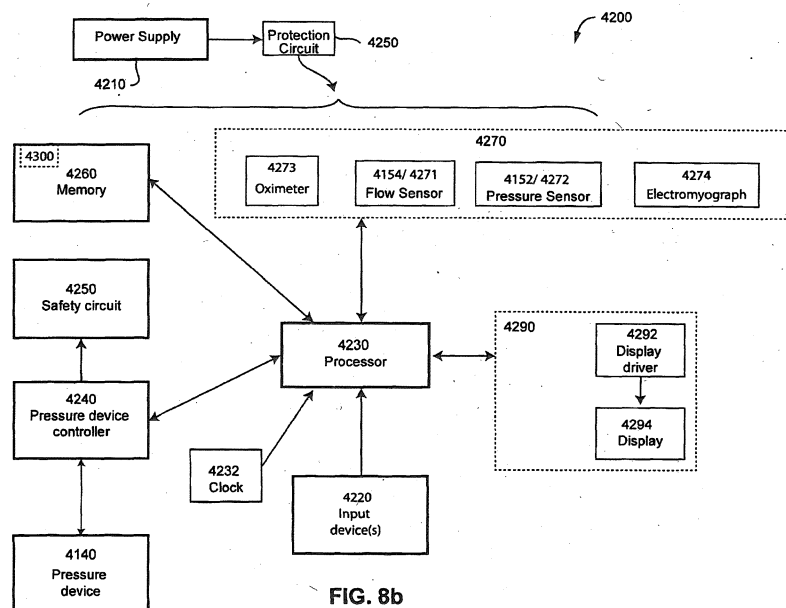 4200
Power Supply
Protection
Circuit
4250
4210
4270
4300
4260
Memory
4273
Oximeter
4154/ 4271
Flow Sensor
4152/ 4272
Pressure Sensor
4274
Electromyograph
4250
Safety circuit
4230
Processor
4290
4292
Display
driver
4294
Display
4240
Pressure device
controller
4232
Clock
4220
Input
device(s)
4140
Pressure
device
FIG. 8b